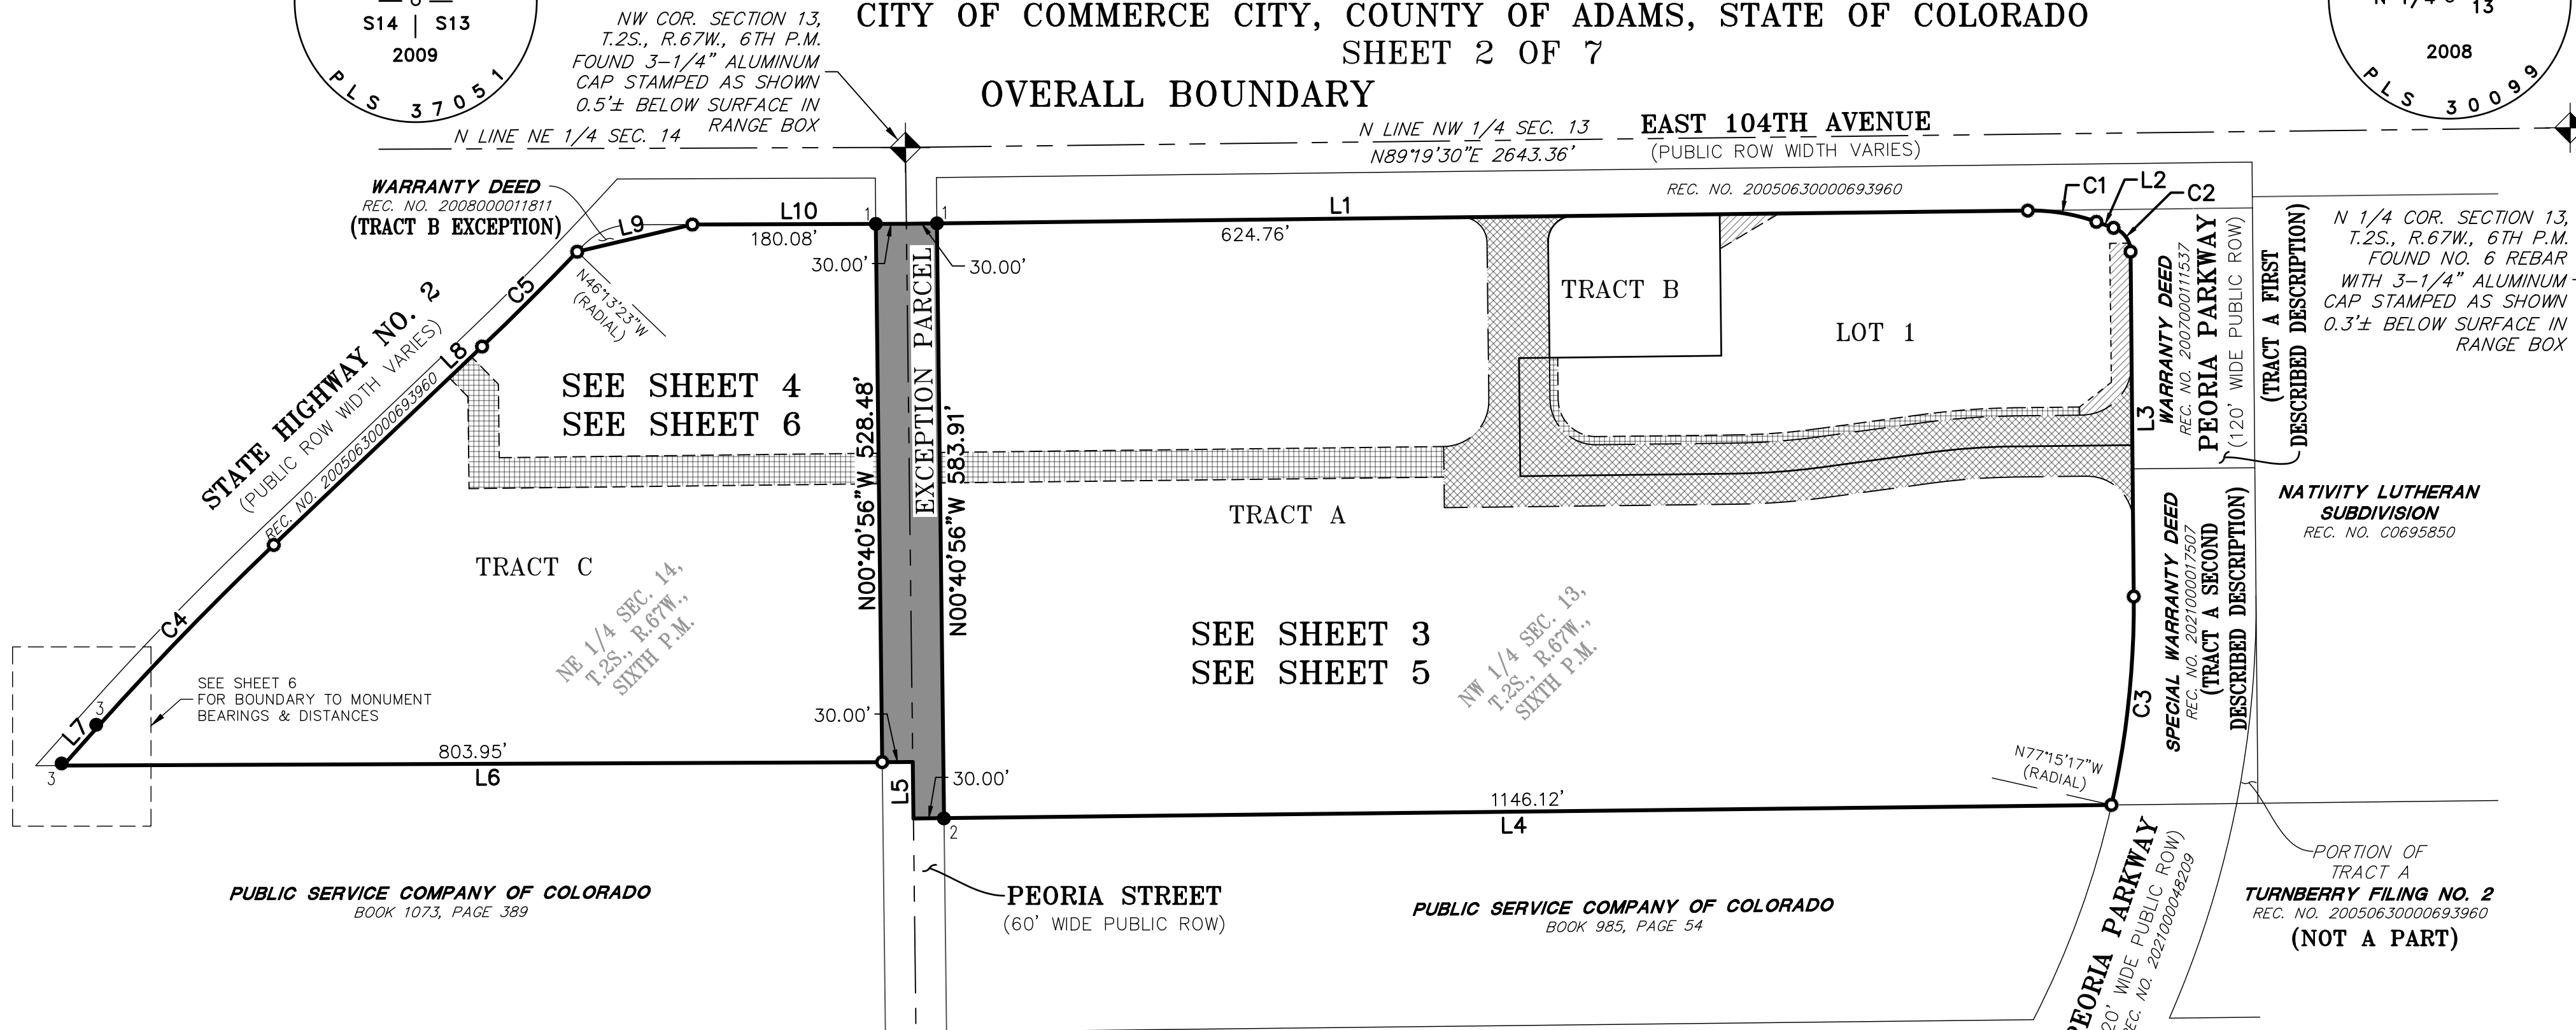 S14 | S13
2009
PLS 37051
NW COR. SECTION 13,
T.2S., R.67W., 6TH P.M.
FOUND 3-1/4" ALUMINUM
CAP STAMPED AS SHOWN
0.5'± BELOW SURFACE IN
RANGE BOX
CITY OF COMMERCE CITY, COUNTY OF ADAMS, STATE OF COLORADO
SHEET 2 OF 7
OVERALL BOUNDARY
N 1/4
13
2008
PLS 30099
N LINE NE 1/4 SEC. 14
N LINE NW 1/4 SEC. 13
N89°19'30"E 2643.36'
EAST 104TH AVENUE
(PUBLIC ROW WIDTH VARIES)
REC. NO. 20050630000693960
WARRANTY DEED
REC. NO. 2008000011811
(TRACT B EXCEPTION)
L9
L10
180.08'
1
1
L1
624.76'
C1
L2
C2
30.00'
30.00'
N46°13'23"W
(RADIAL)
C5
L8
STATE HIGHWAY NO. 2
(PUBLIC ROW WIDTH VARIES)
REC. NO. 20050630000693960
SEE SHEET 4
SEE SHEET 6
N00°40'56"W 528.48'
EXCEPTION PARCEL
N00°40'56"W 583.91'
TRACT B
LOT 1
TRACT A
TRACT C
L3
WARRANTY DEED
REC. NO. 2007000111537
PEORIA PARKWAY
(120' WIDE PUBLIC ROW)
(TRACT A FIRST
DESCRIBED DESCRIPTION)
N 1/4 COR. SECTION 13,
T.2S., R.67W., 6TH P.M.
FOUND NO. 6 REBAR
WITH 3-1/4" ALUMINUM
CAP STAMPED AS SHOWN
0.3'± BELOW SURFACE IN
RANGE BOX
NATIVITY LUTHERAN
SUBDIVISION
REC. NO. C0695850
SPECIAL WARRANTY DEED
REC. NO. 2021000017507
(TRACT A SECOND
DESCRIBED DESCRIPTION)
C3
NE 1/4 SEC. 14,
T.2S., R.67W.,
SIXTH P.M.
SEE SHEET 3
SEE SHEET 5
NW 1/4 SEC. 13,
T.2S., R.67W.,
SIXTH P.M.
C4
SEE SHEET 6
FOR BOUNDARY TO MONUMENT
BEARINGS & DISTANCES
L7
3
3
803.95'
L6
30.00'
L5
30.00'
2
1146.12'
L4
N77°15'17"W
(RADIAL)
PUBLIC SERVICE COMPANY OF COLORADO
BOOK 1073, PAGE 389
PEORIA STREET
(60' WIDE PUBLIC ROW)
PUBLIC SERVICE COMPANY OF COLORADO
BOOK 985, PAGE 54
PEORIA PARKWAY
20' WIDE PUBLIC ROW)
REC. NO. 2021000048209
PORTION OF
TRACT A
TURNBERRY FILING NO. 2
REC. NO. 20050630000693960
(NOT A PART)